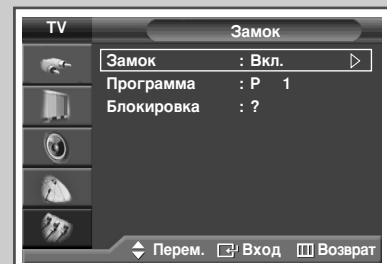 TV
Замок
Замок : Вкл.
Программа : P 1
Блокировка : ?
Перем. Вход Возврат